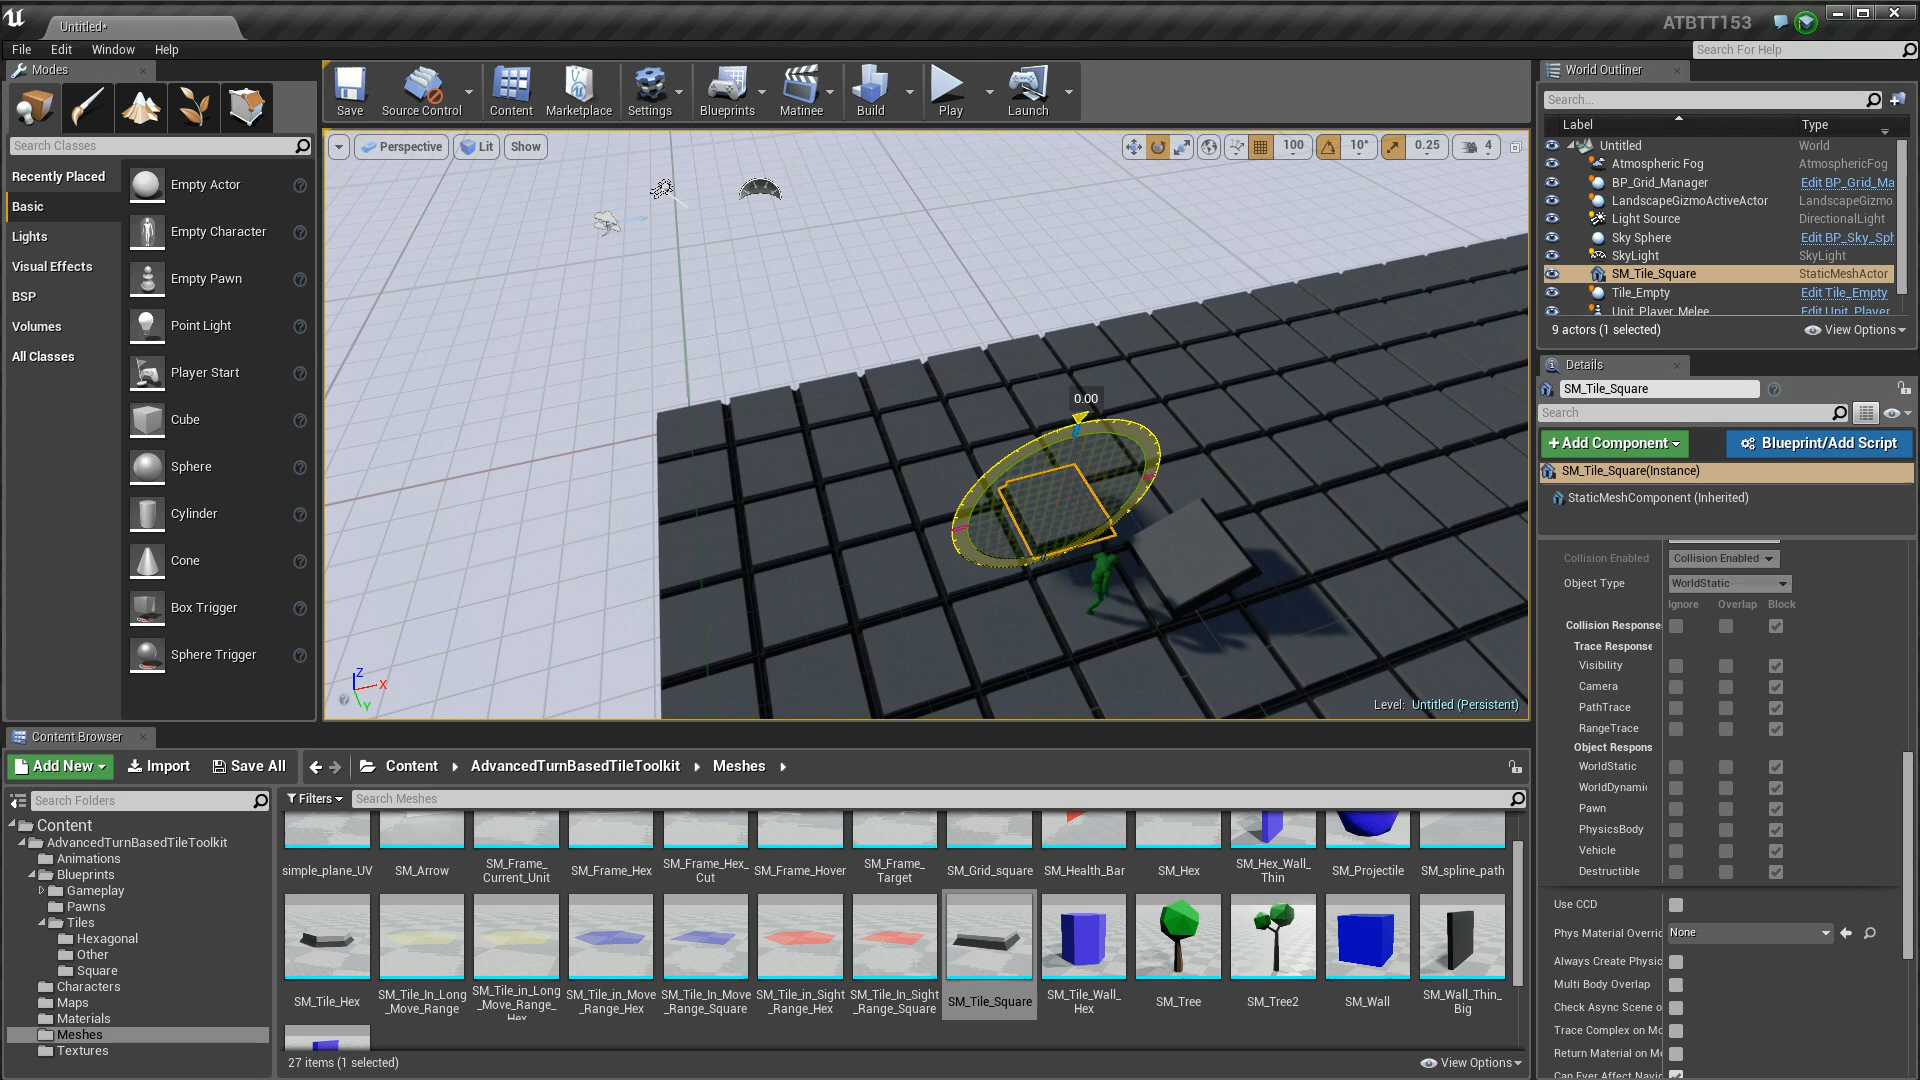 Untitled*
ATBTT153
File Edit Window Help
Search For Help
Modes
Search Classes
Recently Placed
Basic
Lights
Visual Effects
BSP
Volumes
All Classes
Empty Actor
Empty Character
Empty Pawn
Point Light
Player Start
Cube
Sphere
Cylinder
Cone
Box Trigger
Sphere Trigger
Save Source Control Content Marketplace Settings Blueprints Matinee Build Play Launch
Perspective Lit Show
100 10° 0.25 4
0.00
Z
X
Y
Level: Untitled (Persistent)
World Outliner
Search...
Label Type
Untitled World
Atmospheric Fog AtmosphericFog
BP_Grid_Manager Edit BP_Grid_Ma
LandscapeGizmoActiveActor LandscapeGizmo
Light Source DirectionalLight
Sky Sphere Edit BP_Sky_Sph
SkyLight SkyLight
SM_Tile_Square StaticMeshActor
Tile_Empty Edit Tile_Empty
Unit_Player_Melee Edit Unit_Player
9 actors (1 selected) View Options
Details
SM_Tile_Square
Search
+Add Component Blueprint/Add Script
SM_Tile_Square(Instance)
StaticMeshComponent (Inherited)
Collision Enabled Collision Enabled
Object Type WorldStatic
Ignore Overlap Block
Collision Response
Trace Response
Visibility
Camera
PathTrace
RangeTrace
Object Respons
WorldStatic
WorldDynami
Pawn
PhysicsBody
Vehicle
Destructible
Use CCD
Phys Material Overric None
Always Create Physic
Multi Body Overlap
Check Async Scene o
Trace Complex on Mo
Return Material on Mo
Can Ever Affect Navi
Content Browser
Add New Import Save All Content AdvancedTurnBasedTileToolkit Meshes
Search Folders
Filters Search Meshes
Content
AdvancedTurnBasedTileToolkit
Animations
Blueprints
Gameplay
Pawns
Tiles
Hexagonal
Other
Square
Characters
Maps
Materials
Meshes
Textures
simple_plane_UV SM_Arrow SM_Frame_Current_Unit SM_Frame_Hex SM_Frame_Hex_Cut SM_Frame_Hover SM_Frame_Target SM_Grid_square SM_Health_Bar SM_Hex SM_Hex_Wall_Thin SM_Projectile SM_spline_path
SM_Tile_Hex SM_Tile_In_Long_Move_Range SM_Tile_in_Long_Move_Range_Hex SM_Tile_in_Move_Range_Hex SM_Tile_In_Move_Range_Square SM_Tile_in_Sight_Range_Hex SM_Tile_In_Sight_Range_Square SM_Tile_Square SM_Tile_Wall_Hex SM_Tree SM_Tree2 SM_Wall SM_Wall_Thin_Big
27 items (1 selected) View Options